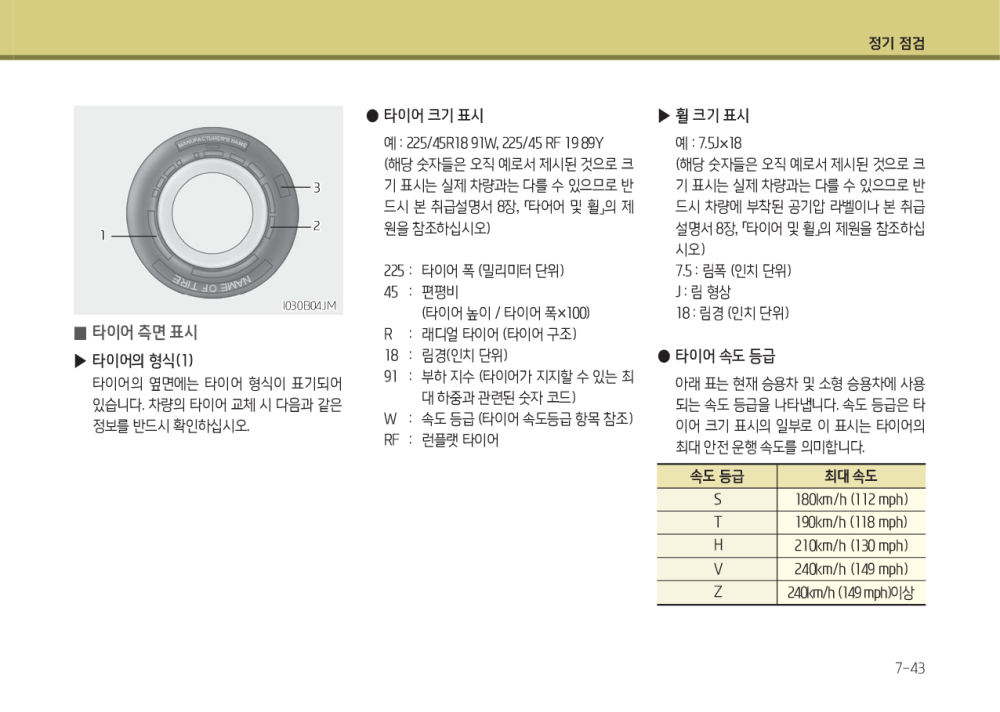 정기 점검
MANUFACTURER'S NAME
3
2
1
NAME OF TIRE
I030B04JM
■ 타이어 측면 표시
▶ 타이어의 형식(1)
타이어의 옆면에는 타이어 형식이 표기되어
있습니다. 차량의 타이어 교체 시 다음과 같은
정보를 반드시 확인하십시오.
● 타이어 크기 표시
예 : 225/45R18 91W, 225/45 RF 19 89Y
(해당 숫자들은 오직 예로서 제시된 것으로 크
기 표시는 실제 차량과는 다를 수 있으므로 반
드시 본 취급설명서 8장, 「타어어 및 휠」의 제
원을 참조하십시오)
225 : 타이어 폭 (밀리미터 단위)
45 : 편평비
(타이어 높이 / 타이어 폭×100)
R : 래디얼 타이어 (타이어 구조)
18 : 림경(인치 단위)
91 : 부하 지수 (타이어가 지지할 수 있는 최
대 하중과 관련된 숫자 코드)
W : 속도 등급 (타이어 속도등급 항목 참조)
RF : 런플랫 타이어
▶ 휠 크기 표시
예 : 7.5J×18
(해당 숫자들은 오직 예로서 제시된 것으로 크
기 표시는 실제 차량과는 다를 수 있으므로 반
드시 차량에 부착된 공기압 라벨이나 본 취급
설명서 8장, 「타이어 및 휠」의 제원을 참조하십
시오)
7.5 : 림폭 (인치 단위)
J : 림 형상
18 : 림경 (인치 단위)
● 타이어 속도 등급
아래 표는 현재 승용차 및 소형 승용차에 사용
되는 속도 등급을 나타냅니다. 속도 등급은 타
이어 크기 표시의 일부로 이 표시는 타이어의
최대 안전 운행 속도를 의미합니다.
속도 등급 최대 속도
S 180km/h (112 mph)
T 190km/h (118 mph)
H 210km/h (130 mph)
V 240km/h (149 mph)
Z 240km/h (149 mph)이상
7-43